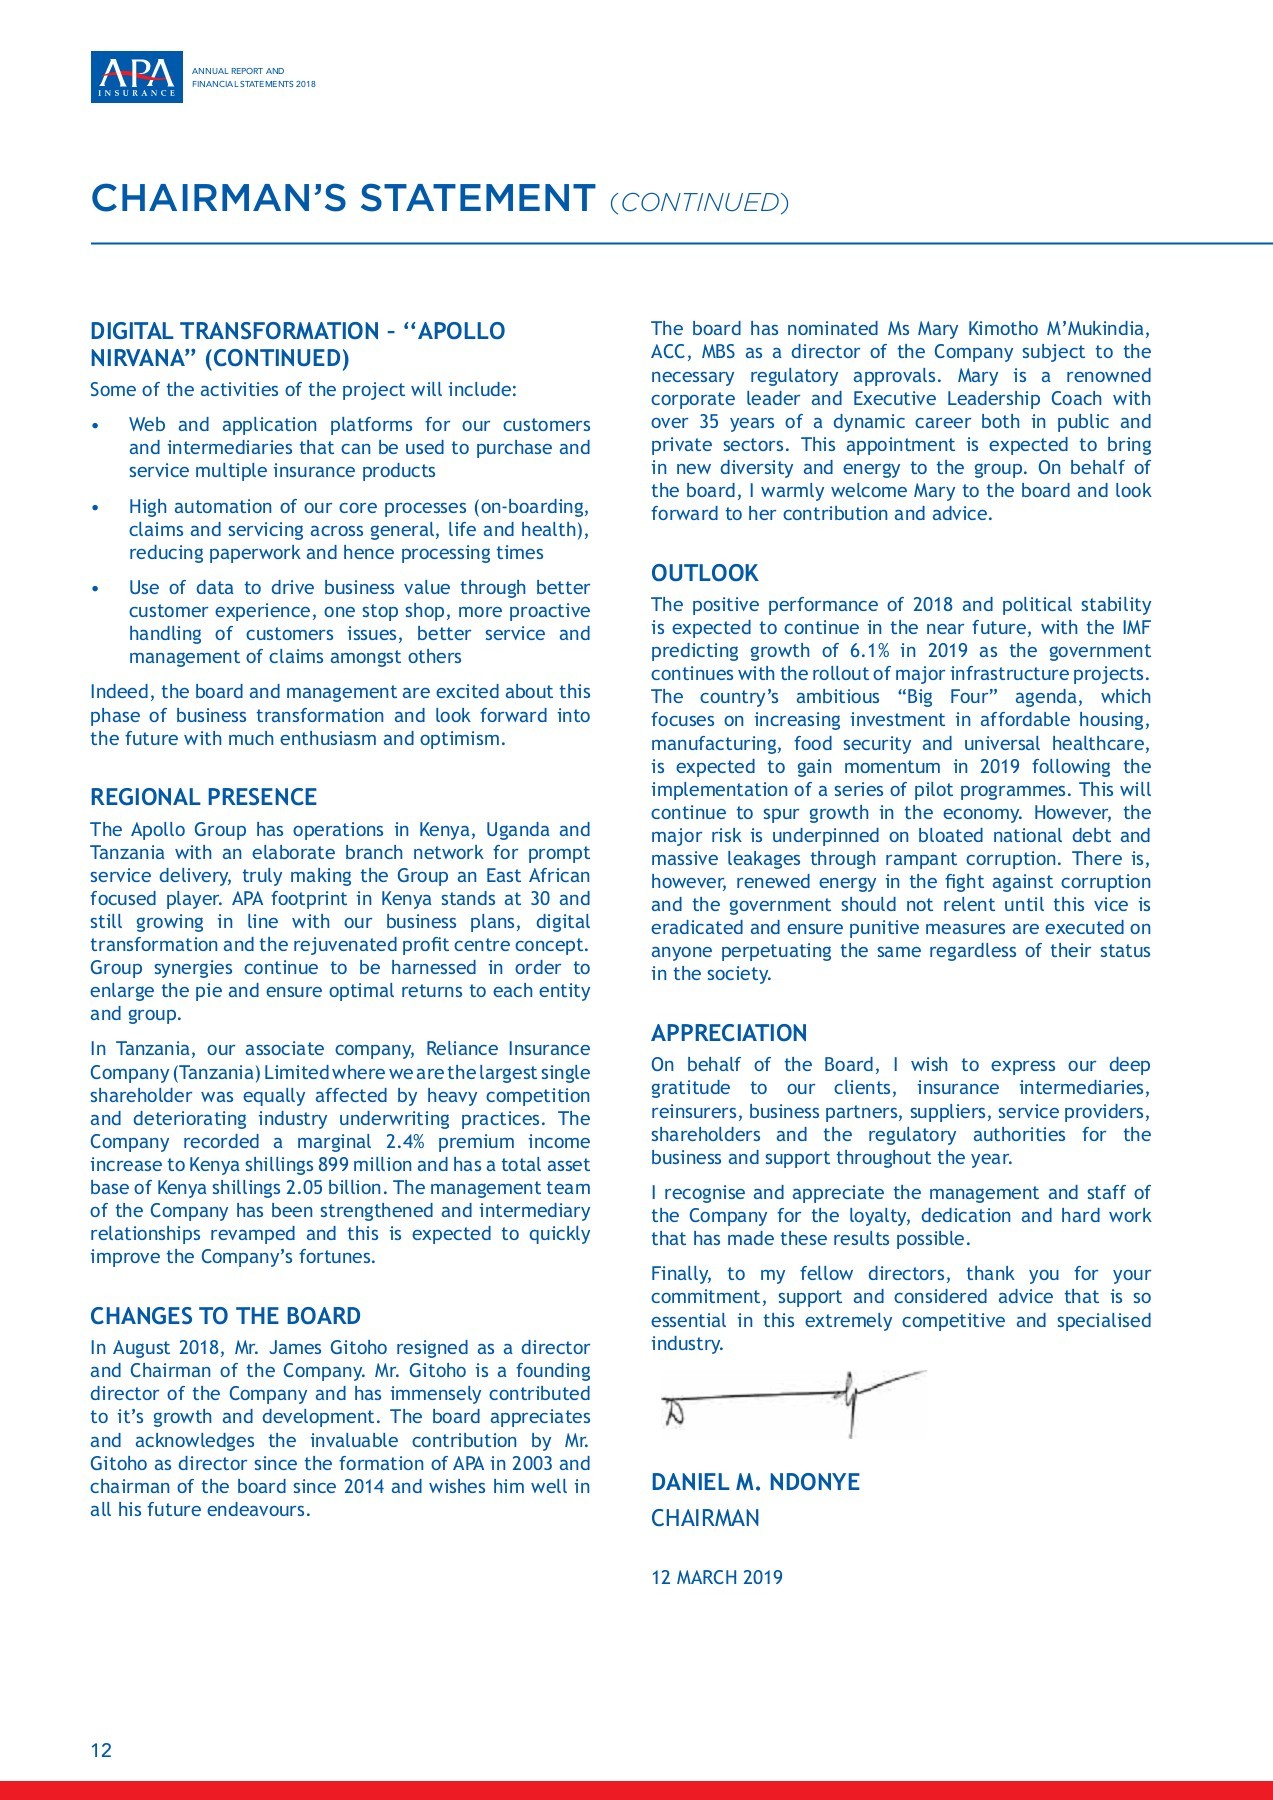 APA
INSURANCE
ANNUAL REPORT AND
FINANCIAL STATEMENTS 2018
CHAIRMAN’S STATEMENT (CONTINUED)
DIGITAL TRANSFORMATION – ‘‘APOLLO
NIRVANA’’ (CONTINUED)
Some of the activities of the project will include:
• Web and application platforms for our customers
and intermediaries that can be used to purchase and
service multiple insurance products
• High automation of our core processes (on-boarding,
claims and servicing across general, life and health),
reducing paperwork and hence processing times
• Use of data to drive business value through better
customer experience, one stop shop, more proactive
handling of customers issues, better service and
management of claims amongst others
Indeed, the board and management are excited about this
phase of business transformation and look forward into
the future with much enthusiasm and optimism.
REGIONAL PRESENCE
The Apollo Group has operations in Kenya, Uganda and
Tanzania with an elaborate branch network for prompt
service delivery, truly making the Group an East African
focused player. APA footprint in Kenya stands at 30 and
still growing in line with our business plans, digital
transformation and the rejuvenated profit centre concept.
Group synergies continue to be harnessed in order to
enlarge the pie and ensure optimal returns to each entity
and group.
In Tanzania, our associate company, Reliance Insurance
Company (Tanzania) Limited where we are the largest single
shareholder was equally affected by heavy competition
and deteriorating industry underwriting practices. The
Company recorded a marginal 2.4% premium income
increase to Kenya shillings 899 million and has a total asset
base of Kenya shillings 2.05 billion. The management team
of the Company has been strengthened and intermediary
relationships revamped and this is expected to quickly
improve the Company’s fortunes.
CHANGES TO THE BOARD
In August 2018, Mr. James Gitoho resigned as a director
and Chairman of the Company. Mr. Gitoho is a founding
director of the Company and has immensely contributed
to it’s growth and development. The board appreciates
and acknowledges the invaluable contribution by Mr.
Gitoho as director since the formation of APA in 2003 and
chairman of the board since 2014 and wishes him well in
all his future endeavours.
The board has nominated Ms Mary Kimotho M’Mukindia,
ACC, MBS as a director of the Company subject to the
necessary regulatory approvals. Mary is a renowned
corporate leader and Executive Leadership Coach with
over 35 years of a dynamic career both in public and
private sectors. This appointment is expected to bring
in new diversity and energy to the group. On behalf of
the board, I warmly welcome Mary to the board and look
forward to her contribution and advice.
OUTLOOK
The positive performance of 2018 and political stability
is expected to continue in the near future, with the IMF
predicting growth of 6.1% in 2019 as the government
continues with the rollout of major infrastructure projects.
The country’s ambitious “Big Four” agenda, which
focuses on increasing investment in affordable housing,
manufacturing, food security and universal healthcare,
is expected to gain momentum in 2019 following the
implementation of a series of pilot programmes. This will
continue to spur growth in the economy. However, the
major risk is underpinned on bloated national debt and
massive leakages through rampant corruption. There is,
however, renewed energy in the fight against corruption
and the government should not relent until this vice is
eradicated and ensure punitive measures are executed on
anyone perpetuating the same regardless of their status
in the society.
APPRECIATION
On behalf of the Board, I wish to express our deep
gratitude to our clients, insurance intermediaries,
reinsurers, business partners, suppliers, service providers,
shareholders and the regulatory authorities for the
business and support throughout the year.
I recognise and appreciate the management and staff of
the Company for the loyalty, dedication and hard work
that has made these results possible.
Finally, to my fellow directors, thank you for your
commitment, support and considered advice that is so
essential in this extremely competitive and specialised
industry.
DANIEL M. NDONYE
CHAIRMAN
12 MARCH 2019
12